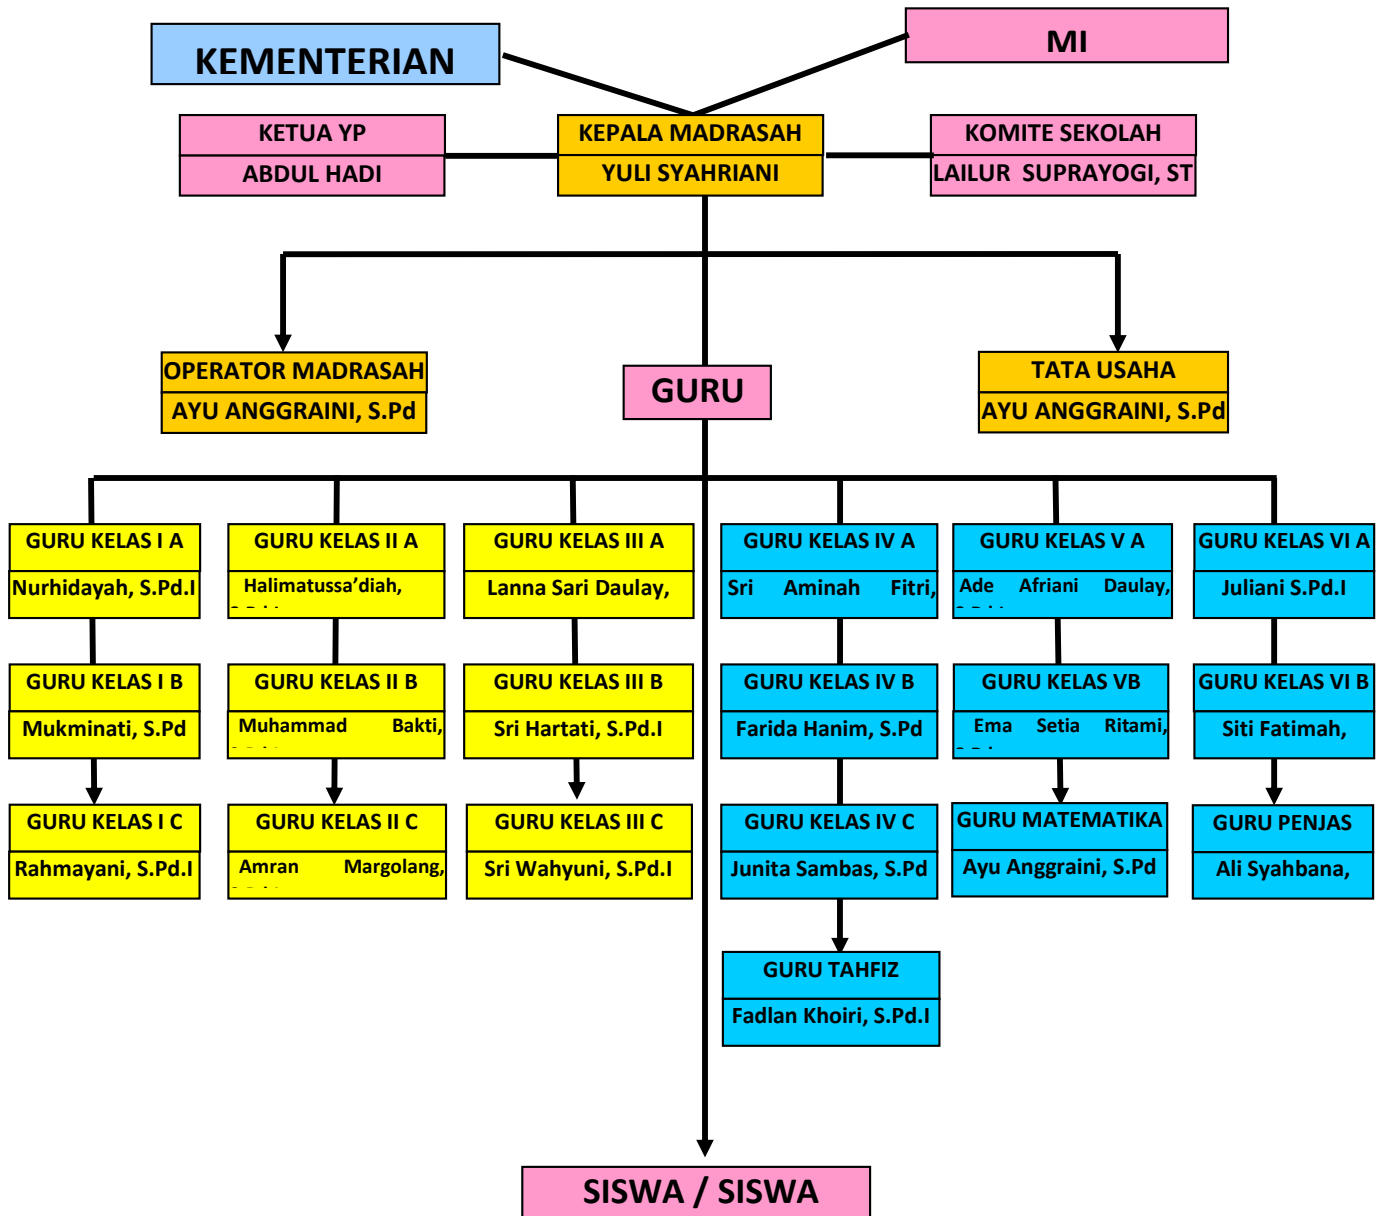 KEMENTERIAN
MI
KETUA YP
ABDUL HADI
KEPALA MADRASAH
YULI SYAHRIANI
KOMITE SEKOLAH
LAILUR SUPRAYOGI, ST
OPERATOR MADRASAH
AYU ANGGRAINI, S.Pd
GURU
TATA USAHA
AYU ANGGRAINI, S.Pd
GURU KELAS I A
Nurhidayah, S.Pd.I
GURU KELAS II A
Halimatussa’diah,
GURU KELAS III A
Lanna Sari Daulay,
GURU KELAS IV A
Sri Aminah Fitri,
GURU KELAS V A
Ade Afriani Daulay,
GURU KELAS VI A
Juliani S.Pd.I
GURU KELAS I B
Mukminati, S.Pd
GURU KELAS II B
Muhammad Bakti,
GURU KELAS III B
Sri Hartati, S.Pd.I
GURU KELAS IV B
Farida Hanim, S.Pd
GURU KELAS VB
Ema Setia Ritami,
GURU KELAS VI B
Siti Fatimah,
GURU KELAS I C
Rahmayani, S.Pd.I
GURU KELAS II C
Amran Margolang,
GURU KELAS III C
Sri Wahyuni, S.Pd.I
GURU KELAS IV C
Junita Sambas, S.Pd
GURU MATEMATIKA
Ayu Anggraini, S.Pd
GURU PENJAS
Ali Syahbana,
GURU TAHFIZ
Fadlan Khoiri, S.Pd.I
SISWA / SISWA